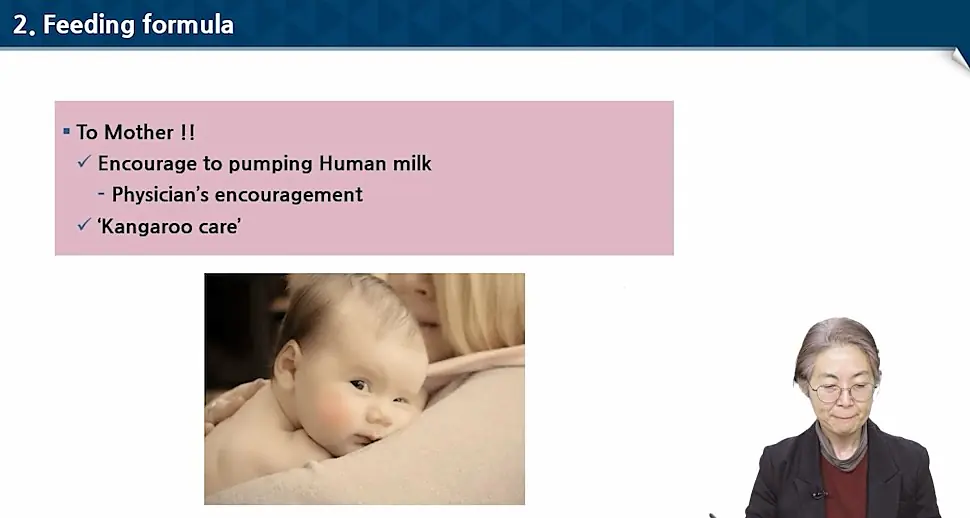 2. Feeding formula
▪ To Mother !!
✓ Encourage to pumping Human milk
- Physician's encouragement
✓ 'Kangaroo care'